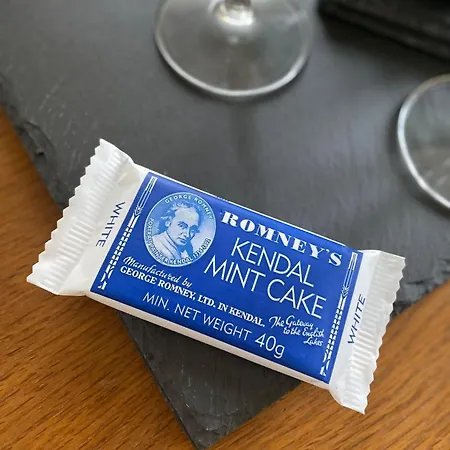 WHITE
GEORGE ROMNEY
ROMNEY'S
KENDAL
MINT CAKE
Manufactured by
GEORGE ROMNEY, LTD. IN KENDAL,
The Gateway
to the English
Lakes
MIN. NET WEIGHT 40g
WHITE